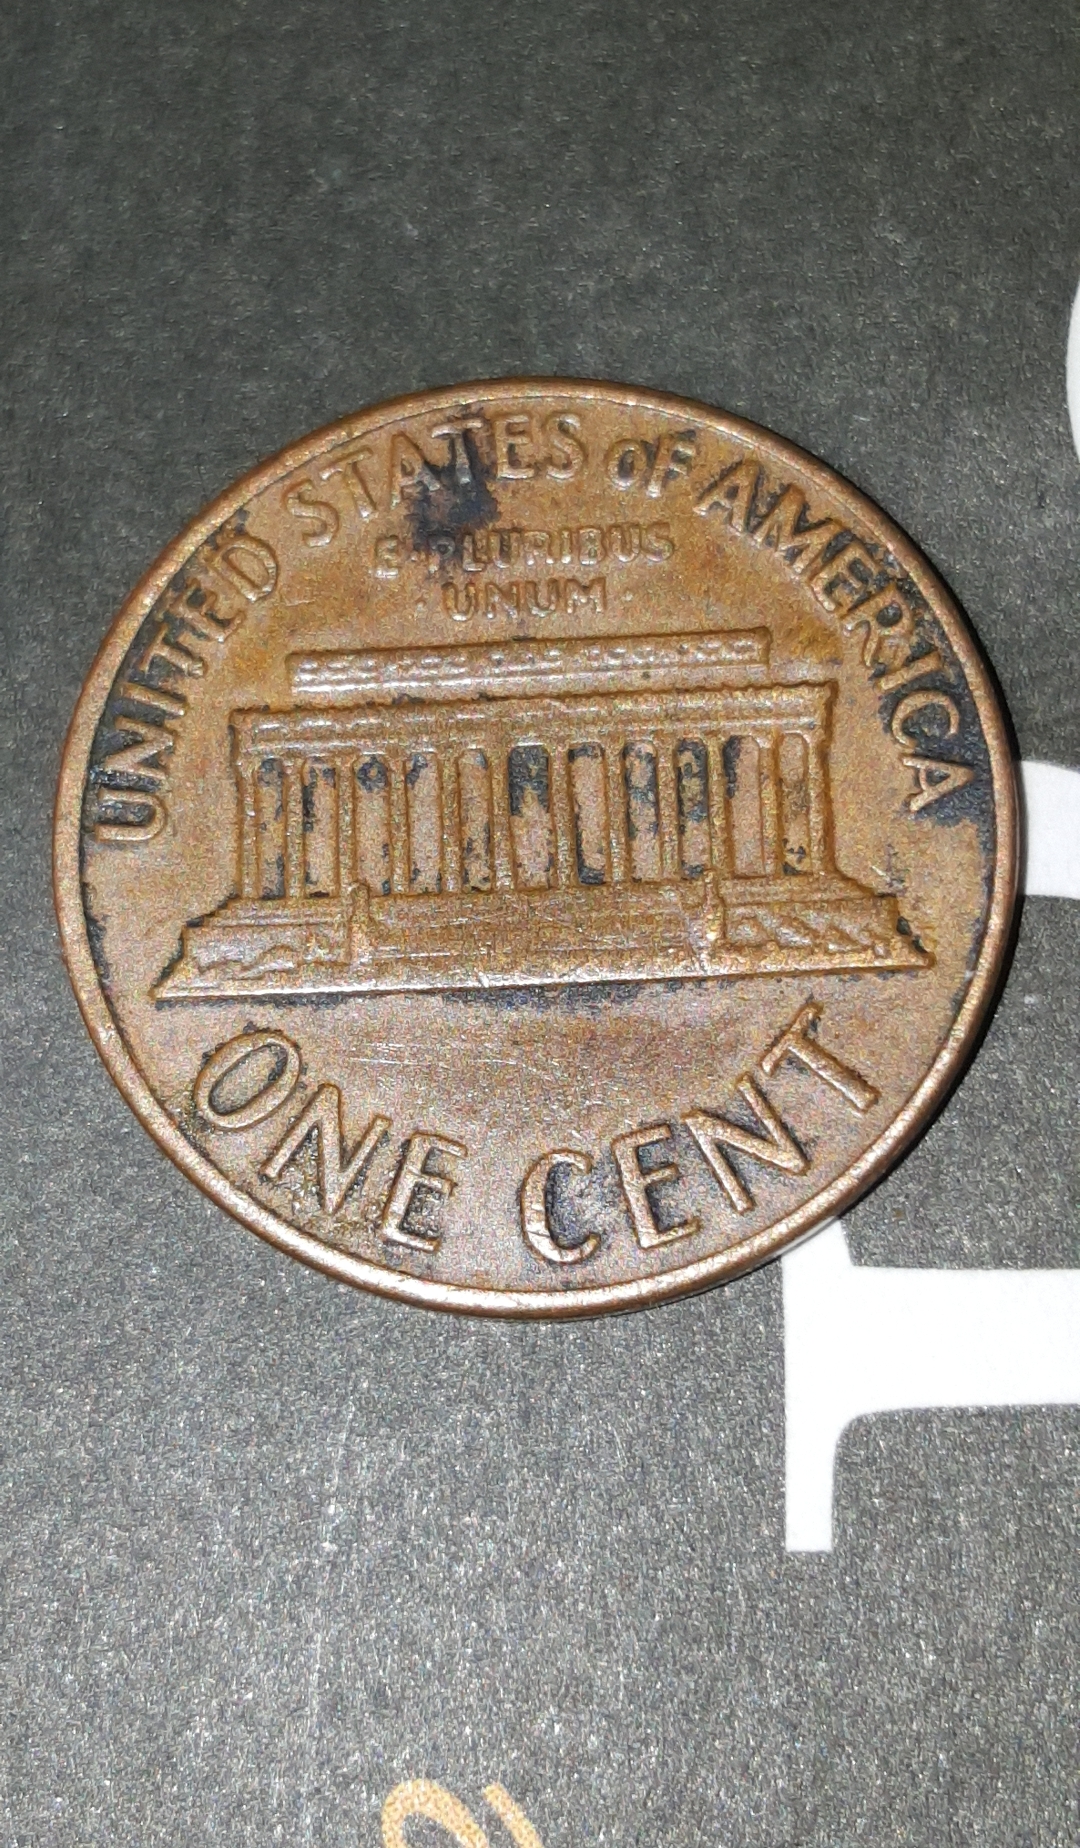 UNITED STATES OF AMERICA
E·PLURIBUS
·UNUM·
ONE CENT